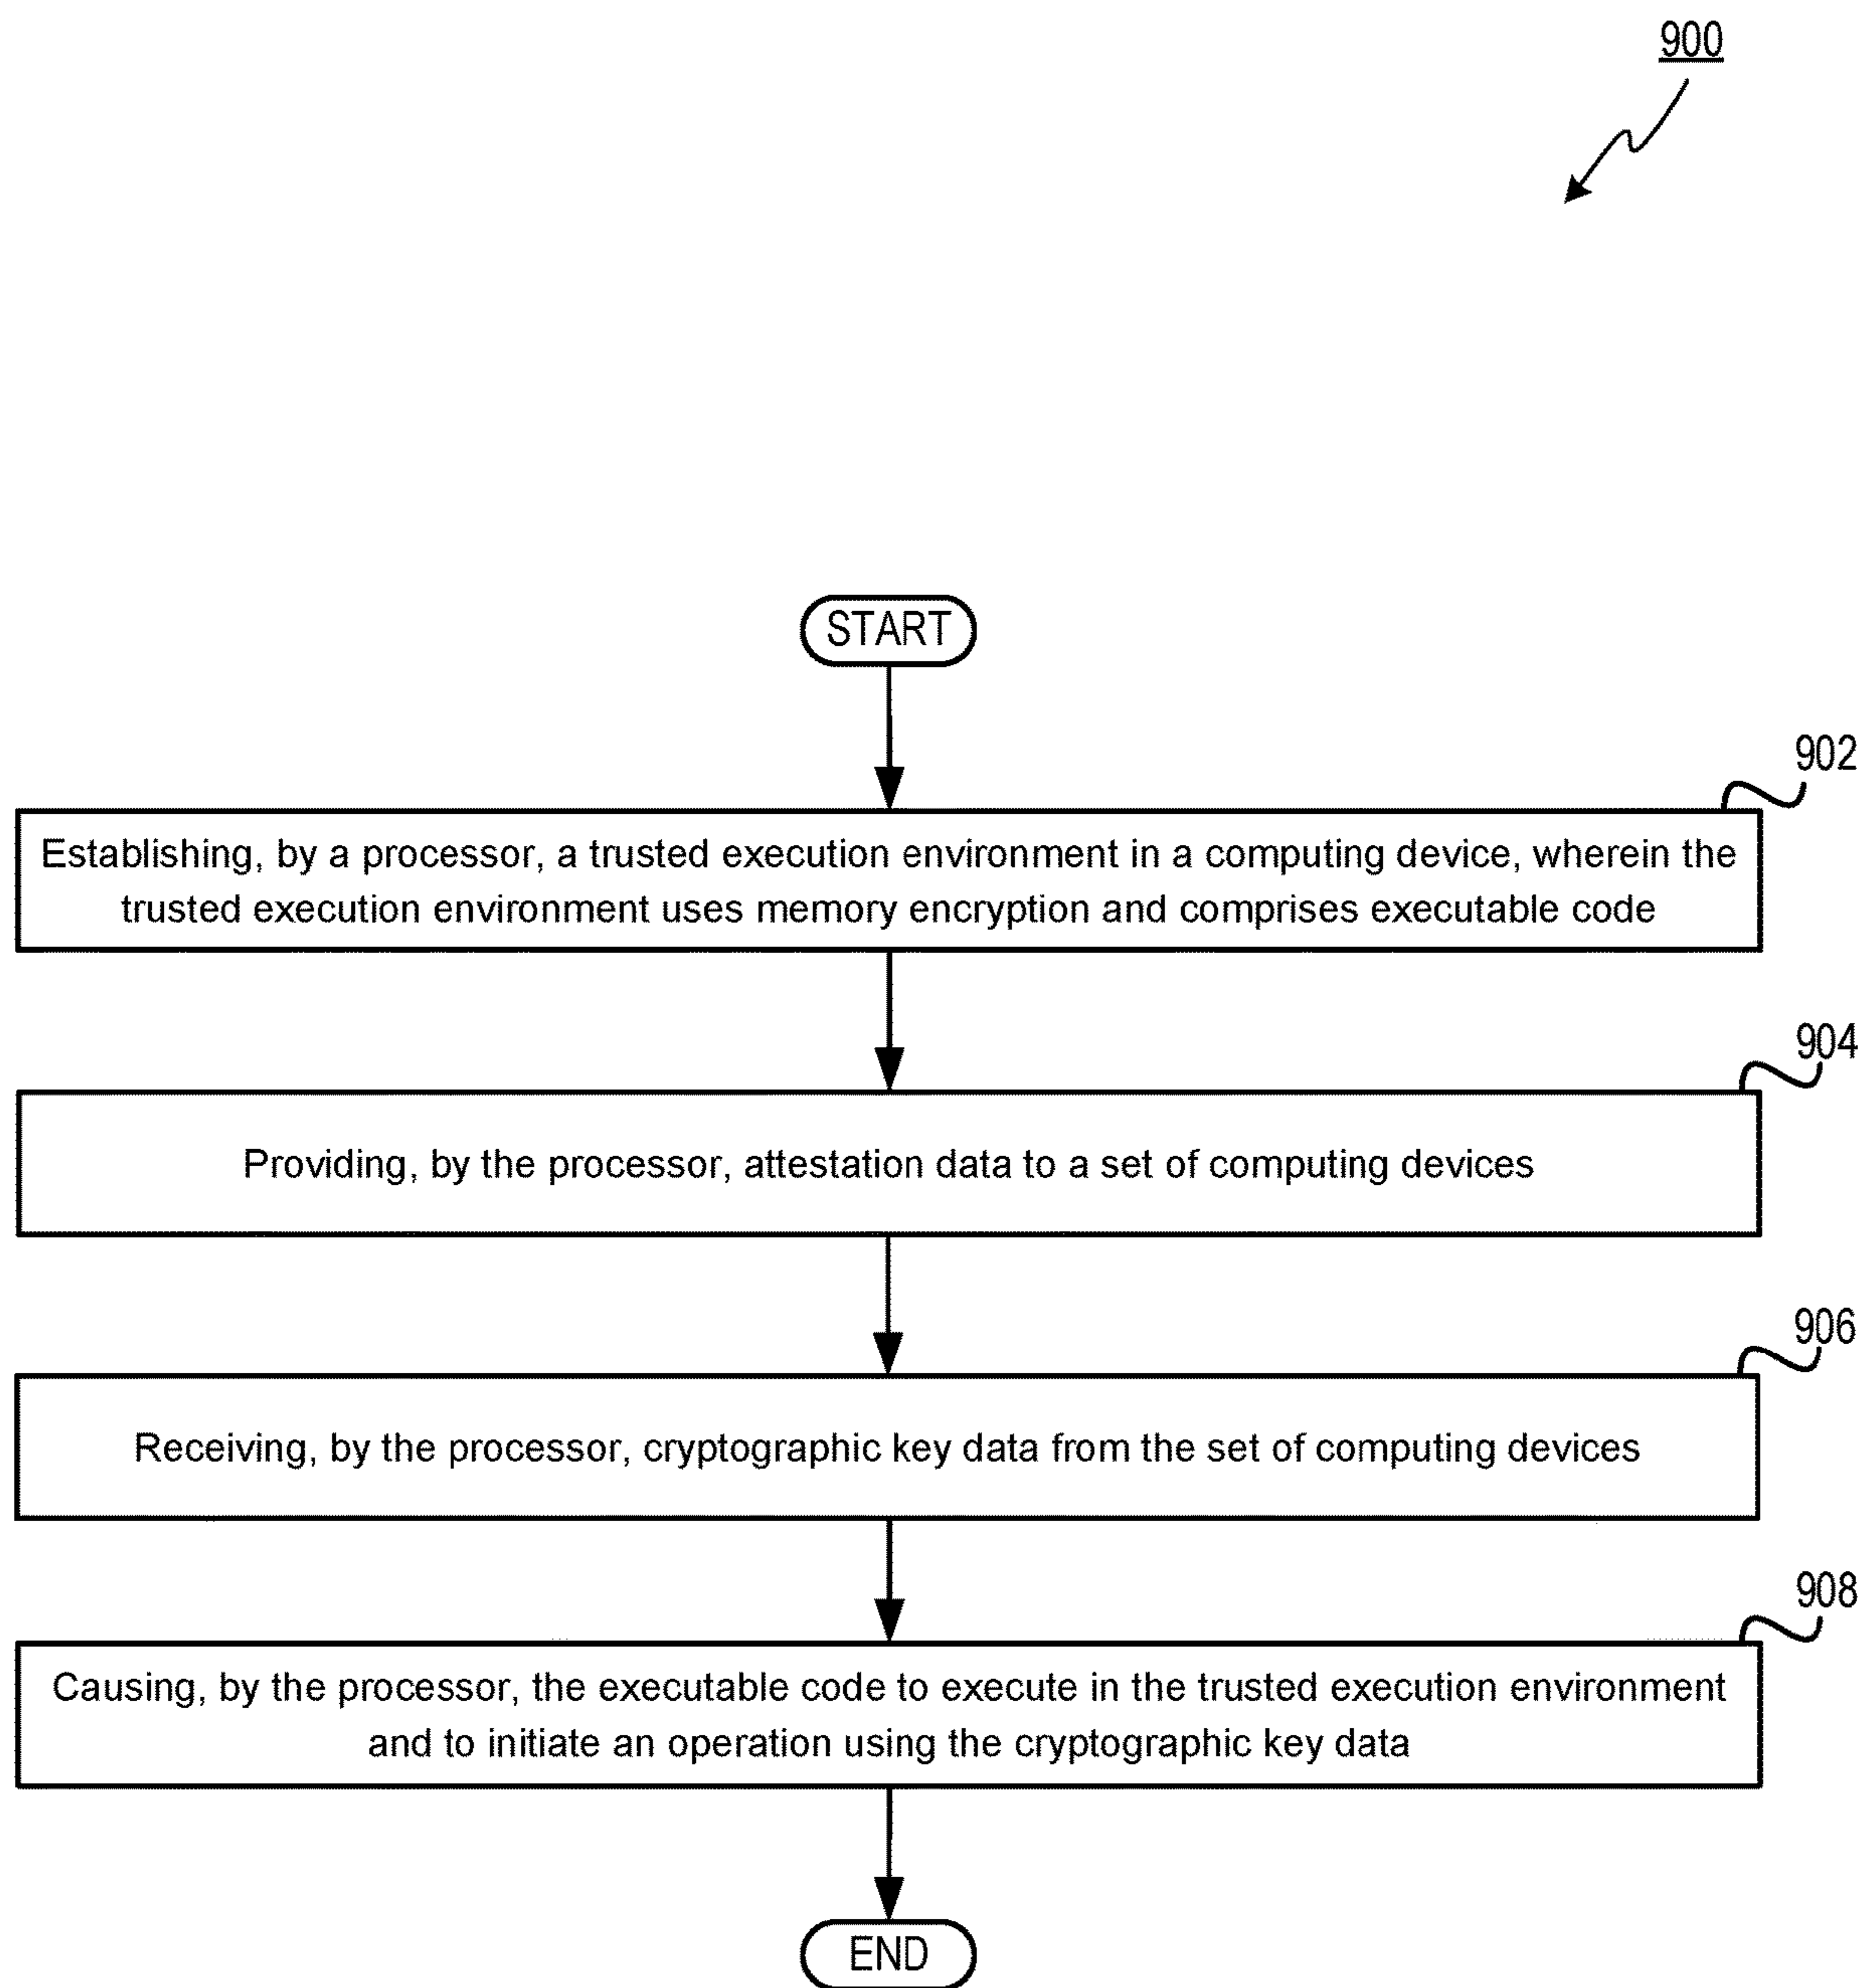 900
START
902
Establishing, by a processor, a trusted execution environment in a computing device, wherein the
trusted execution environment uses memory encryption and comprises executable code
904
Providing, by the processor, attestation data to a set of computing devices
906
Receiving, by the processor, cryptographic key data from the set of computing devices
908
Causing, by the processor, the executable code to execute in the trusted execution environment
and to initiate an operation using the cryptographic key data
END